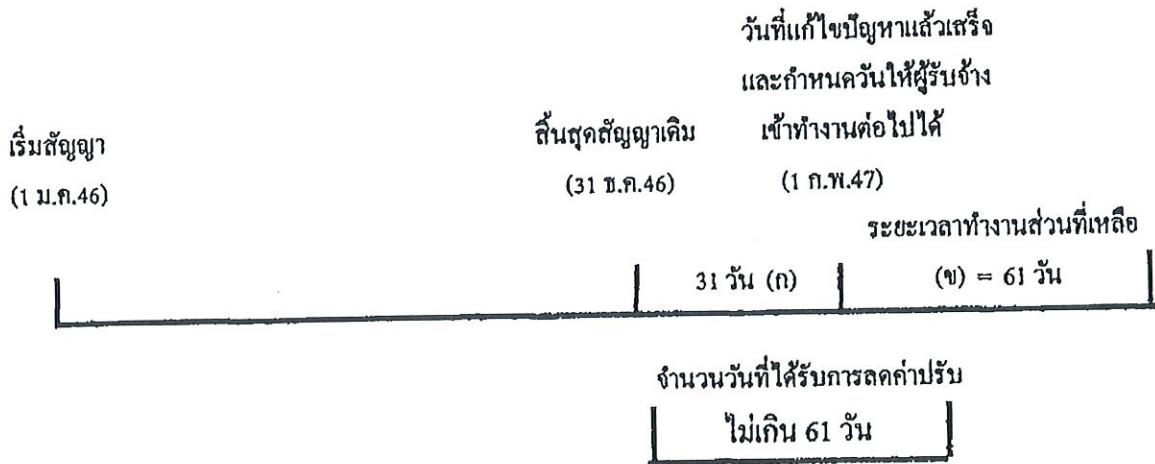 วันที่แก้ไขปัญหาแล้วเสร็จ
และกำหนดวันให้ผู้รับจ้าง
เริ่มสัญญา สิ้นสุดสัญญาเดิม เข้าทำงานต่อไปได้
(1 ม.ค.46) (31 ธ.ค.46) (1 ก.พ.47)
ระยะเวลาทำงานส่วนที่เหลือ
31 วัน (ก) (ข) = 61 วัน
จำนวนวันที่ได้รับการลดค่าปรับ
ไม่เกิน 61 วัน